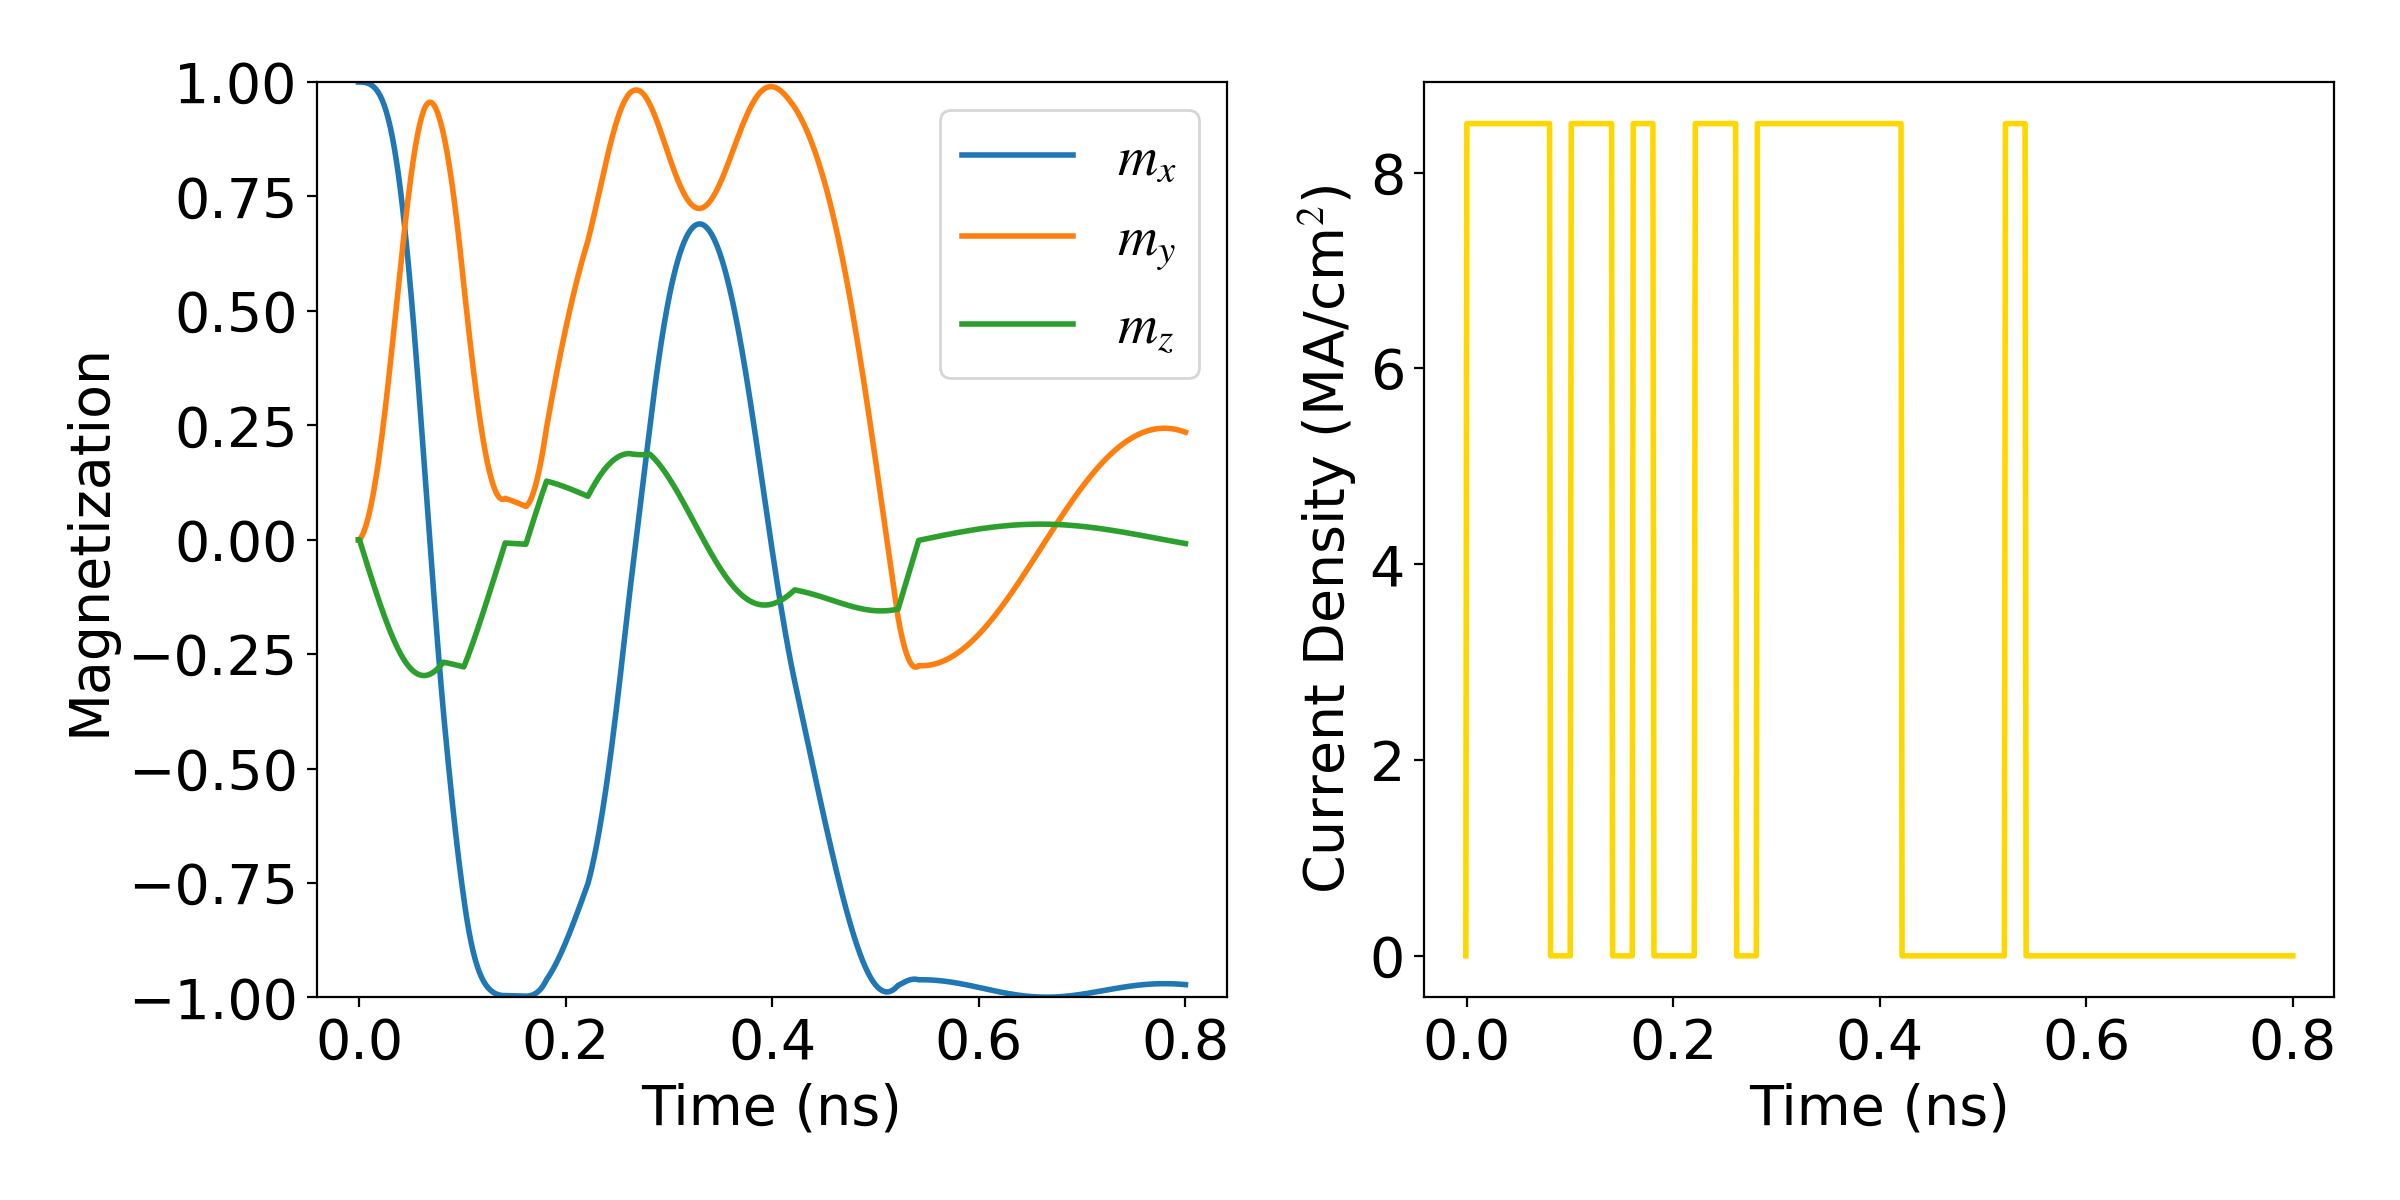 Magnetization
1.00
0.75
0.50
0.25
0.00
−0.25
−0.50
−0.75
−1.00
0.0 0.2 0.4 0.6 0.8
Time (ns)
mₓ
m_y
m_z
Current Density (MA/cm²)
8
6
4
2
0
0.0 0.2 0.4 0.6 0.8
Time (ns)